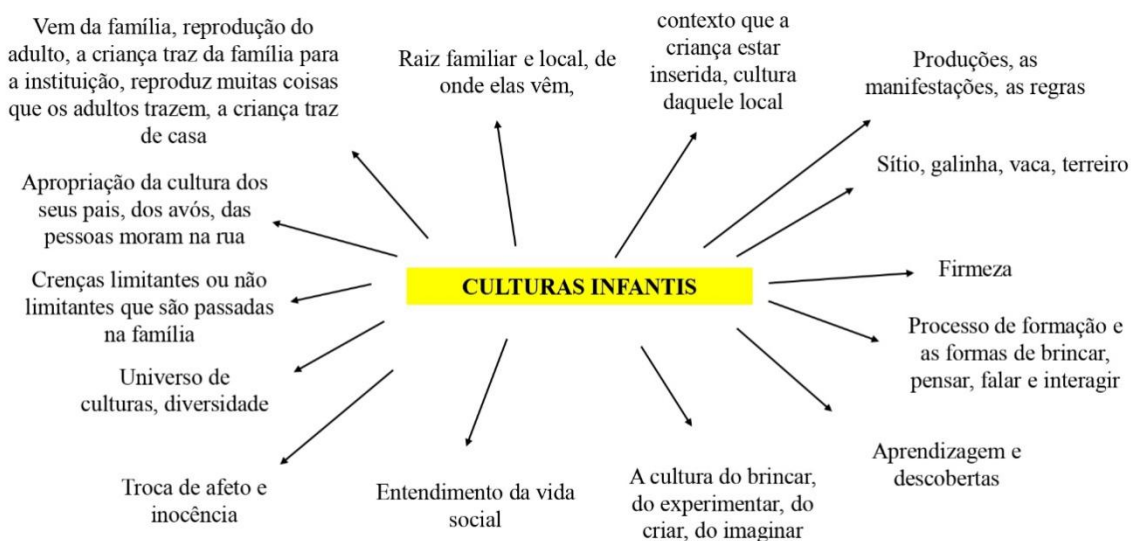 Vem da família, reprodução do
adulto, a criança traz da família para
a instituição, reproduz muitas coisas
que os adultos trazem, a criança traz
de casa
Raiz familiar e local, de
onde elas vêm,
contexto que a
criança estar
inserida, cultura
daquele local
Produções, as
manifestações, as regras
Sítio, galinha, vaca, terreiro
Apropriação da cultura dos
seus pais, dos avós, das
pessoas moram na rua
Crenças limitantes ou não
limitantes que são passadas
na família
CULTURAS INFANTIS
Firmeza
Processo de formação e
as formas de brincar,
pensar, falar e interagir
Universo de
culturas, diversidade
Aprendizagem e
descobertas
Troca de afeto e
inocência
Entendimento da vida
social
A cultura do brincar,
do experimentar, do
criar, do imaginar